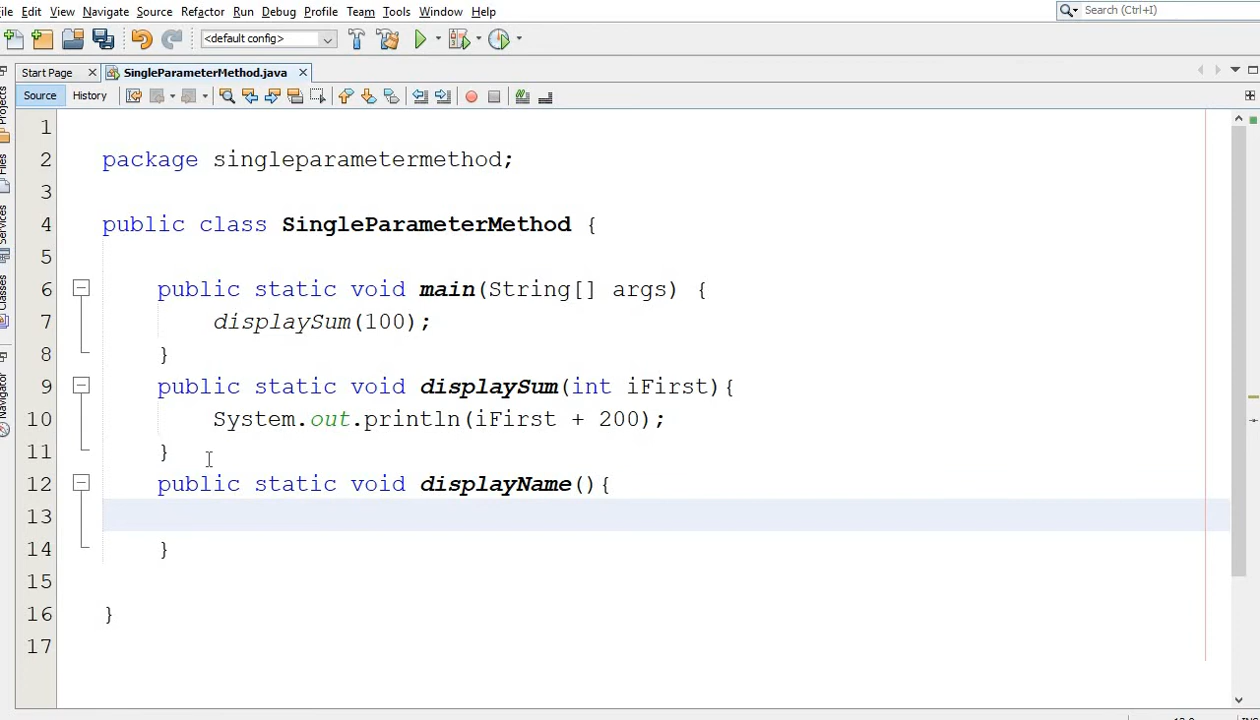 ile Edit View Navigate Source Refactor Run Debug Profile Team Tools Window Help
Search (Ctrl+I)
<default config>
Start Page SingleParameterMethod.java
Source History
Projects
Files
Services
Classes
Navigator
1
2 package singleparametermethod;
3
4 public class SingleParameterMethod {
5
6 public static void main(String[] args) {
7 displaySum(100);
8 }
9 public static void displaySum(int iFirst){
10 System.out.println(iFirst + 200);
11 }
12 public static void displayName(){
13
14 }
15
16 }
17